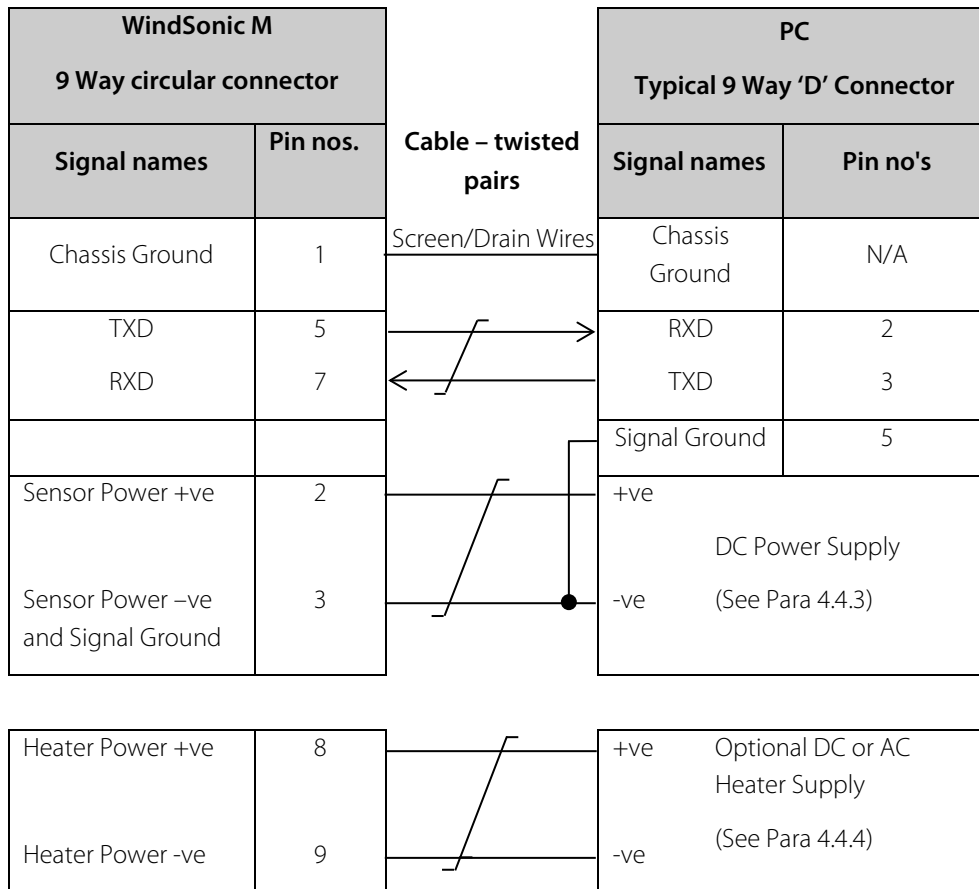 WindSonic M
9 Way circular connector
PC
Typical 9 Way ‘D’ Connector
Signal names
Pin nos.
Cable – twisted
pairs
Signal names
Pin no's
Chassis Ground
1
Screen/Drain Wires
Chassis
Ground
N/A
TXD
5
RXD
2
RXD
7
TXD
3
Signal Ground
5
Sensor Power +ve
2
+ve
DC Power Supply
Sensor Power –ve
and Signal Ground
3
-ve
(See Para 4.4.3)
Heater Power +ve
8
+ve
Optional DC or AC
Heater Supply
(See Para 4.4.4)
Heater Power -ve
9
-ve